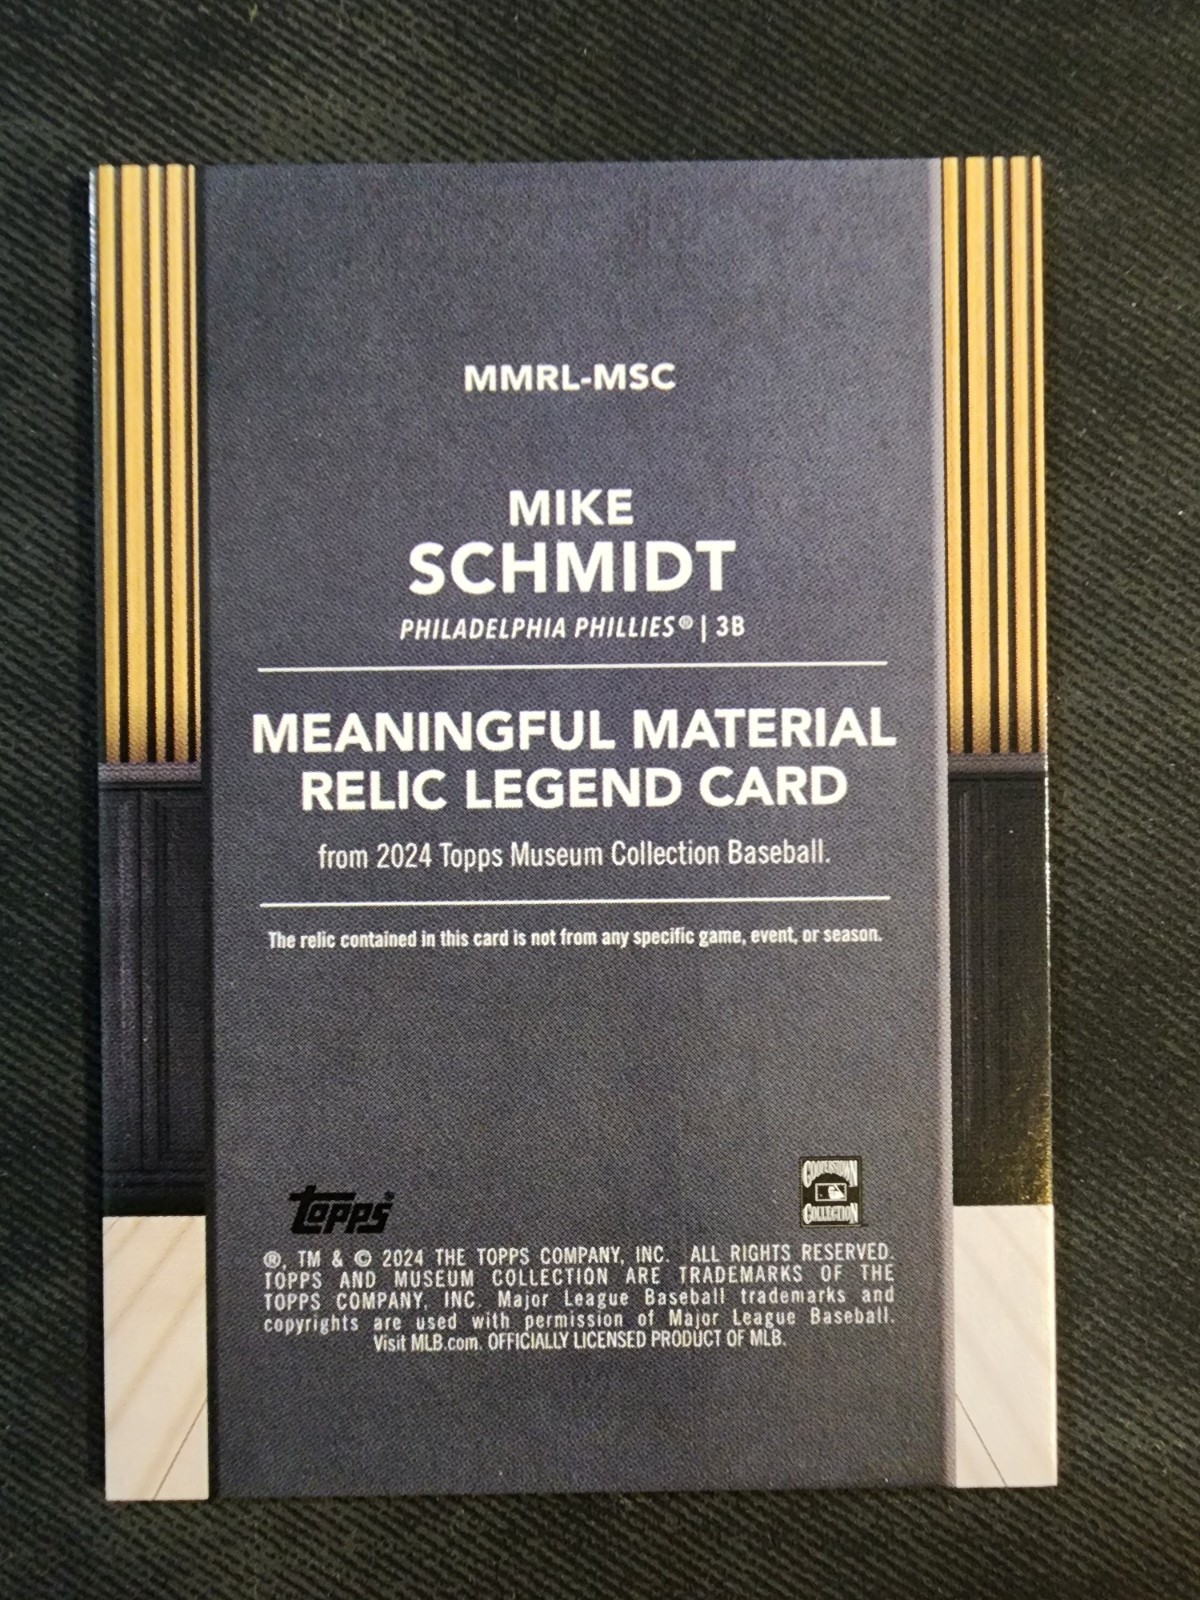 MMRL-MSC
MIKE
SCHMIDT
PHILADELPHIA PHILLIES® | 3B
MEANINGFUL MATERIAL
RELIC LEGEND CARD
from 2024 Topps Museum Collection Baseball.
The relic contained in this card is not from any specific game, event, or season.
topps®
COOPERSTOWN
COLLECTION
®, TM & © 2024 THE TOPPS COMPANY, INC. ALL RIGHTS RESERVED.
TOPPS AND MUSEUM COLLECTION ARE TRADEMARKS OF THE
TOPPS COMPANY, INC. Major League Baseball trademarks and
copyrights are used with permission of Major League Baseball.
Visit MLB.com. OFFICIALLY LICENSED PRODUCT OF MLB.